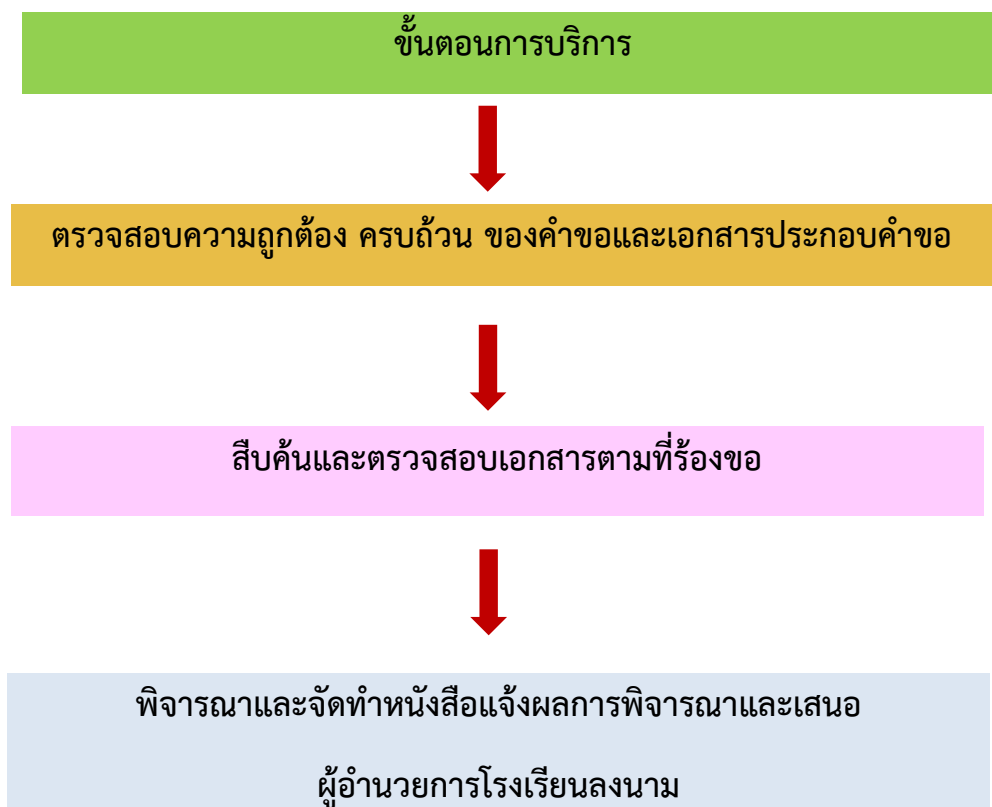 ขั้นตอนการบริการ
ตรวจสอบความถูกต้อง ครบถ้วน ของคำขอและเอกสารประกอบคำขอ
สืบค้นและตรวจสอบเอกสารตามที่ร้องขอ
พิจารณาและจัดทำหนังสือแจ้งผลการพิจารณาและเสนอ
ผู้อำนวยการโรงเรียนลงนาม